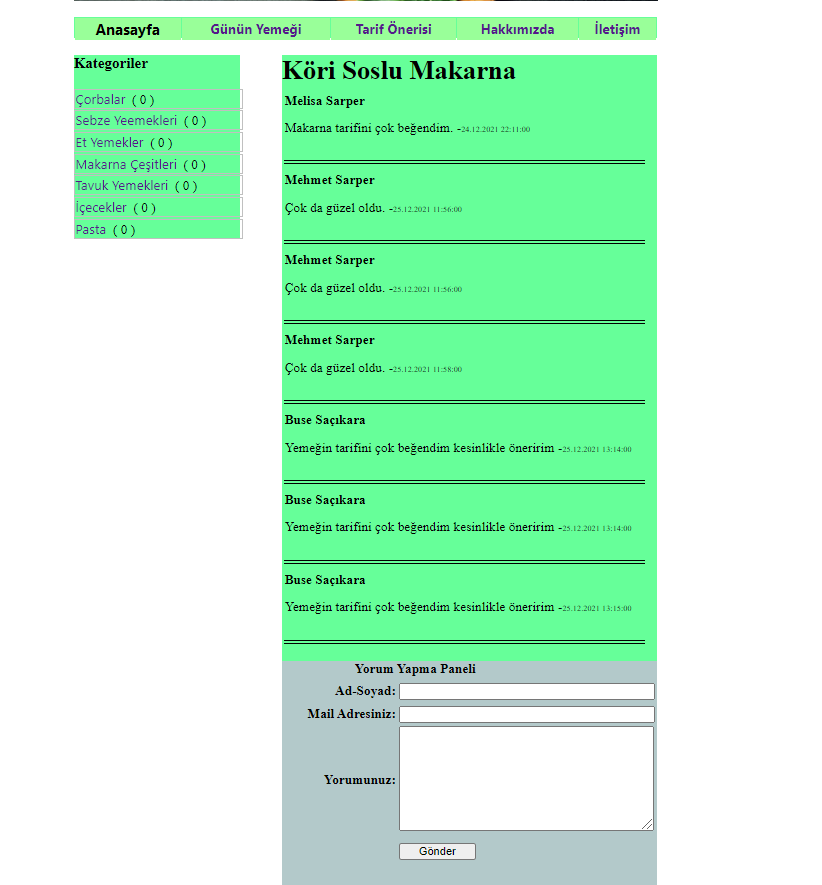 Anasayfa Günün Yemeği Tarif Önerisi Hakkımızda İletişim
Kategoriler
Çorbalar ( 0 )
Sebze Yeemekleri ( 0 )
Et Yemekler ( 0 )
Makarna Çeşitleri ( 0 )
Tavuk Yemekleri ( 0 )
İçecekler ( 0 )
Pasta ( 0 )
Köri Soslu Makarna
Melisa Sarper
Makarna tarifini çok beğendim. -24.12.2021 22:11:00
Mehmet Sarper
Çok da güzel oldu. -25.12.2021 11:56:00
Mehmet Sarper
Çok da güzel oldu. -25.12.2021 11:56:00
Mehmet Sarper
Çok da güzel oldu. -25.12.2021 11:58:00
Buse Saçıkara
Yemeğin tarifini çok beğendim kesinlikle öneririm -25.12.2021 13:14:00
Buse Saçıkara
Yemeğin tarifini çok beğendim kesinlikle öneririm -25.12.2021 13:14:00
Buse Saçıkara
Yemeğin tarifini çok beğendim kesinlikle öneririm -25.12.2021 13:15:00
Yorum Yapma Paneli
Ad-Soyad:
Mail Adresiniz:
Yorumunuz:
Gönder